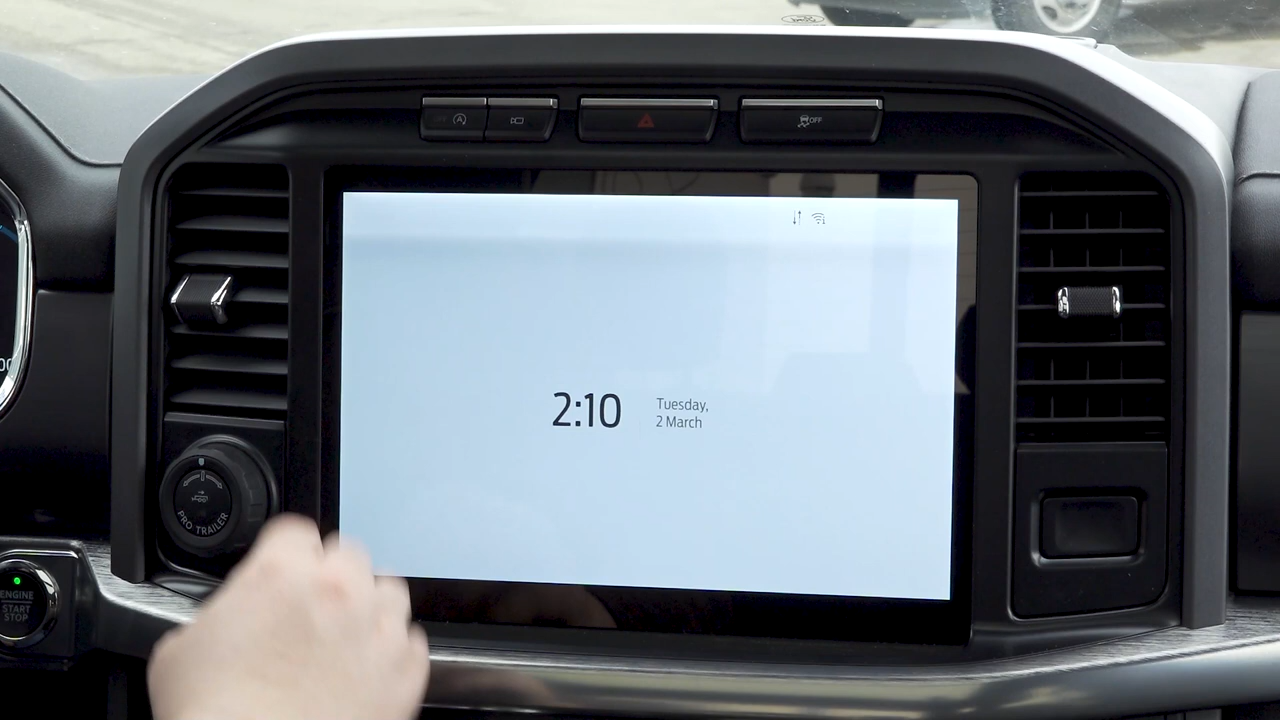 OFF
2:10
Tuesday,
2 March
PRO TRAILER
ENGINE
START
STOP